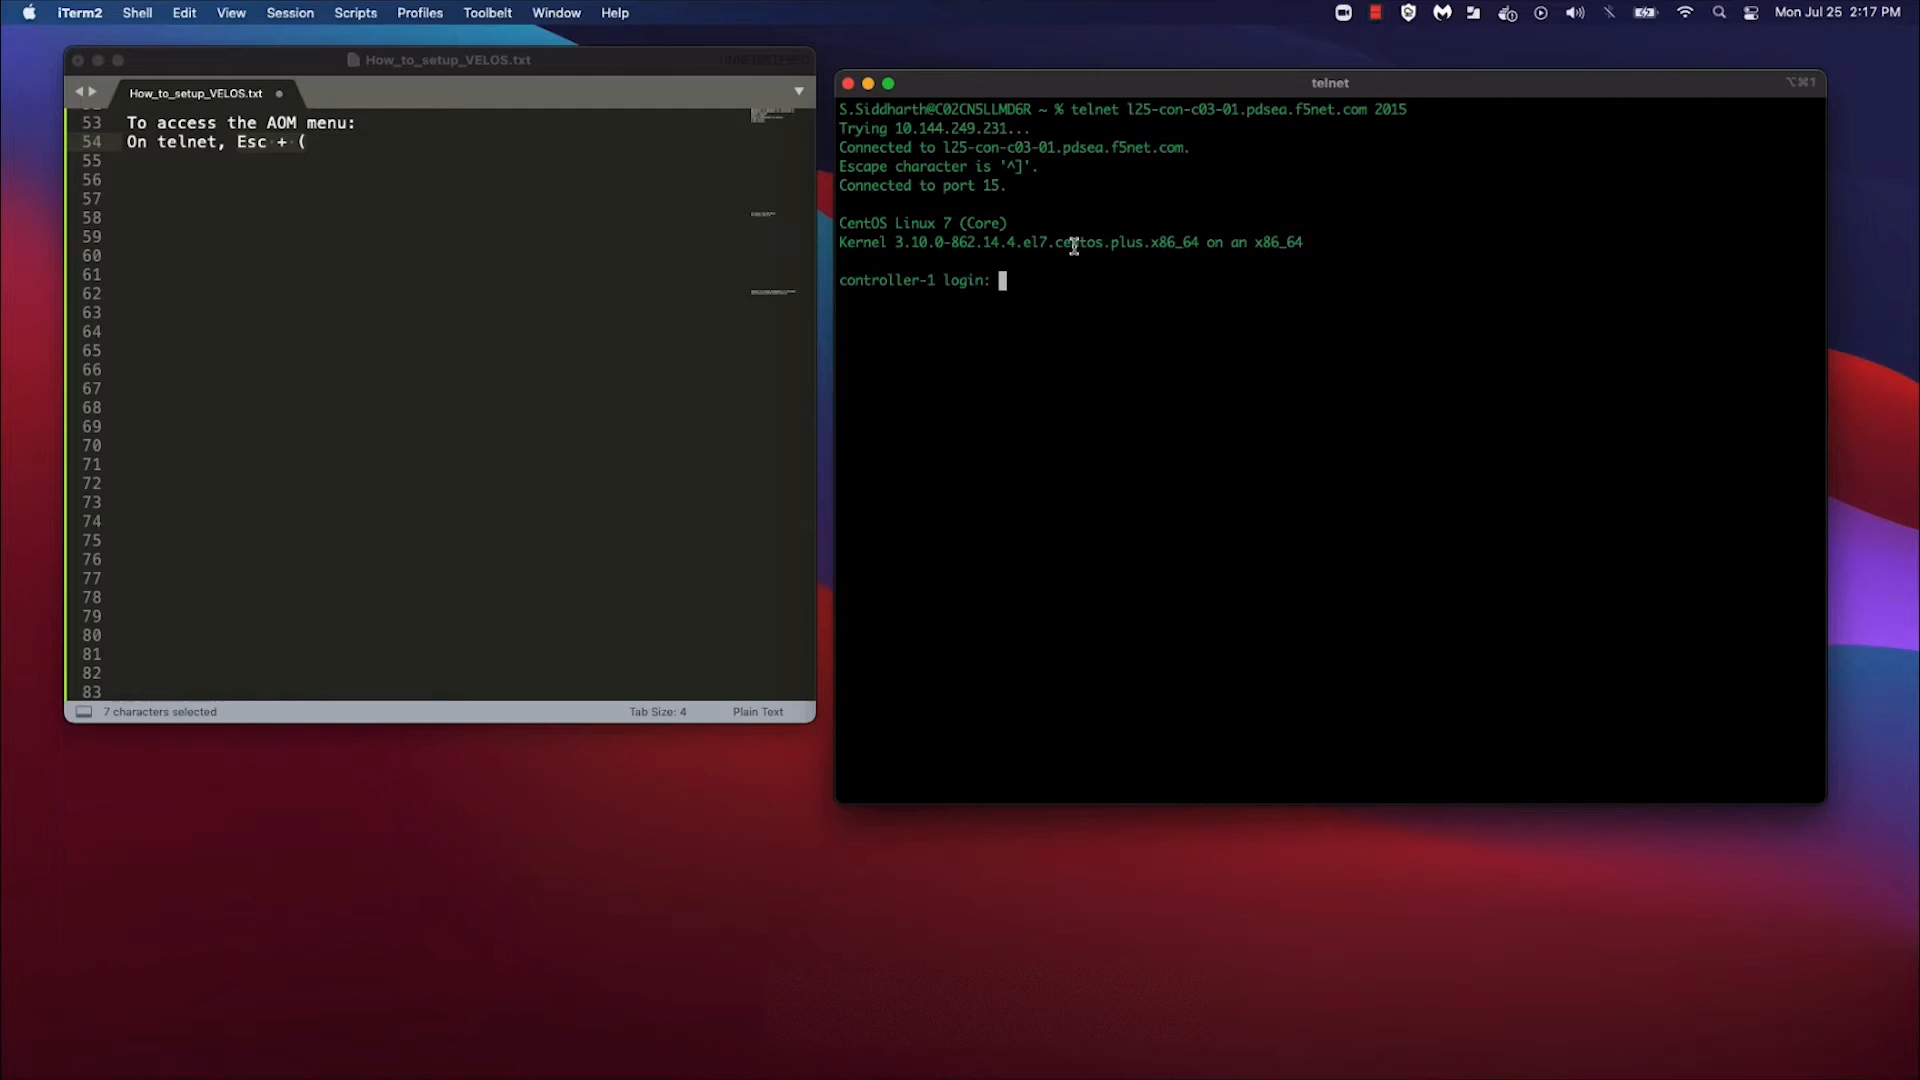 iTerm2 Shell Edit View Session Scripts Profiles Toolbelt Window Help
Mon Jul 25 2:17 PM
How_to_setup_VELOS.txt
How_to_setup_VELOS.txt
53 To access the AOM menu:
54 On telnet, Esc + (
55
56
57
58
59
60
61
62
63
64
65
66
67
68
69
70
71
72
73
74
75
76
77
78
79
80
81
82
83
7 characters selected
Tab Size: 4
Plain Text
telnet
⌥⌘1
S.Siddharth@C02CN5LLMD6R ~ % telnet l25-con-c03-01.pdsea.f5net.com 2015
Trying 10.144.249.231...
Connected to l25-con-c03-01.pdsea.f5net.com.
Escape character is '^]'.
Connected to port 15.
CentOS Linux 7 (Core)
Kernel 3.10.0-862.14.4.el7.centos.plus.x86_64 on an x86_64
controller-1 login: